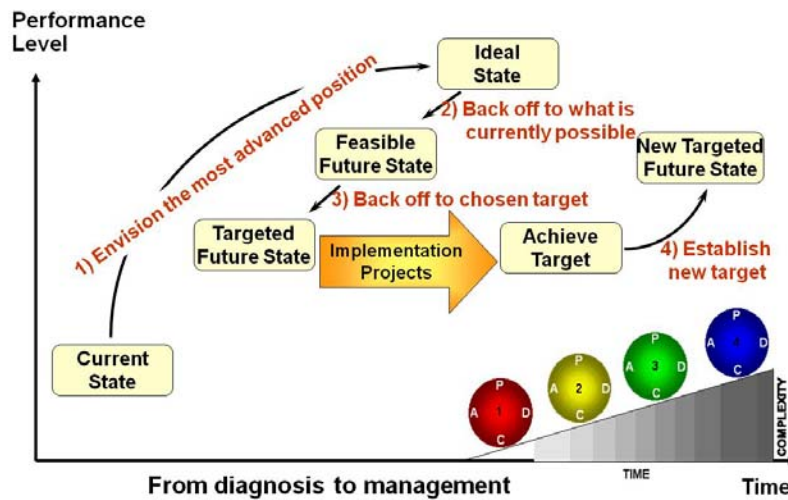 Performance
Level
Ideal
State
1) Envision the most advanced position
2) Back off to what is
currently possible
Feasible
Future State
New Targeted
Future State
3) Back off to chosen target
Targeted
Future State
Implementation
Projects
Achieve
Target
4) Establish
new target
Current
State
P
A 1 D
C
P
A 2 D
C
P
A 3 D
C
P
A 4 D
C
COMPLEXITY
TIME
From diagnosis to management
Time